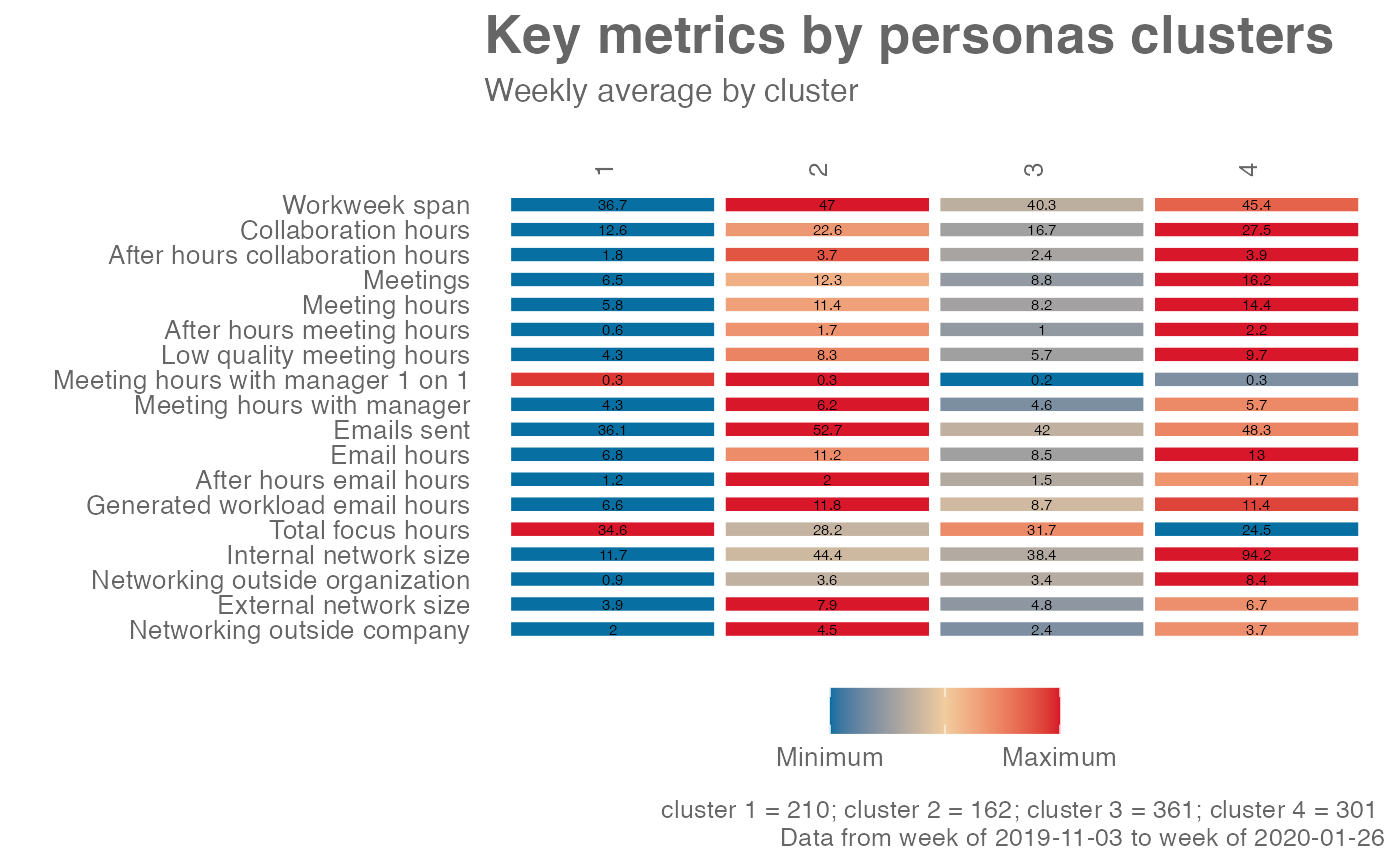 Key metrics by personas clusters
Weekly average by cluster
1 2 3 4
Workweek span 36.7 47 40.3 45.4
Collaboration hours 12.6 22.6 16.7 27.5
After hours collaboration hours 1.8 3.7 2.4 3.9
Meetings 6.5 12.3 8.8 16.2
Meeting hours 5.8 11.4 8.2 14.4
After hours meeting hours 0.6 1.7 1 2.2
Low quality meeting hours 4.3 8.3 5.7 9.7
Meeting hours with manager 1 on 1 0.3 0.3 0.2 0.3
Meeting hours with manager 4.3 6.2 4.6 5.7
Emails sent 36.1 52.7 42 48.3
Email hours 6.8 11.2 8.5 13
After hours email hours 1.2 2 1.5 1.7
Generated workload email hours 6.6 11.8 8.7 11.4
Total focus hours 34.6 28.2 31.7 24.5
Internal network size 11.7 44.4 38.4 94.2
Networking outside organization 0.9 3.6 3.4 8.4
External network size 3.9 7.9 4.8 6.7
Networking outside company 2 4.5 2.4 3.7
Minimum Maximum
cluster 1 = 210; cluster 2 = 162; cluster 3 = 361; cluster 4 = 301
Data from week of 2019-11-03 to week of 2020-01-26